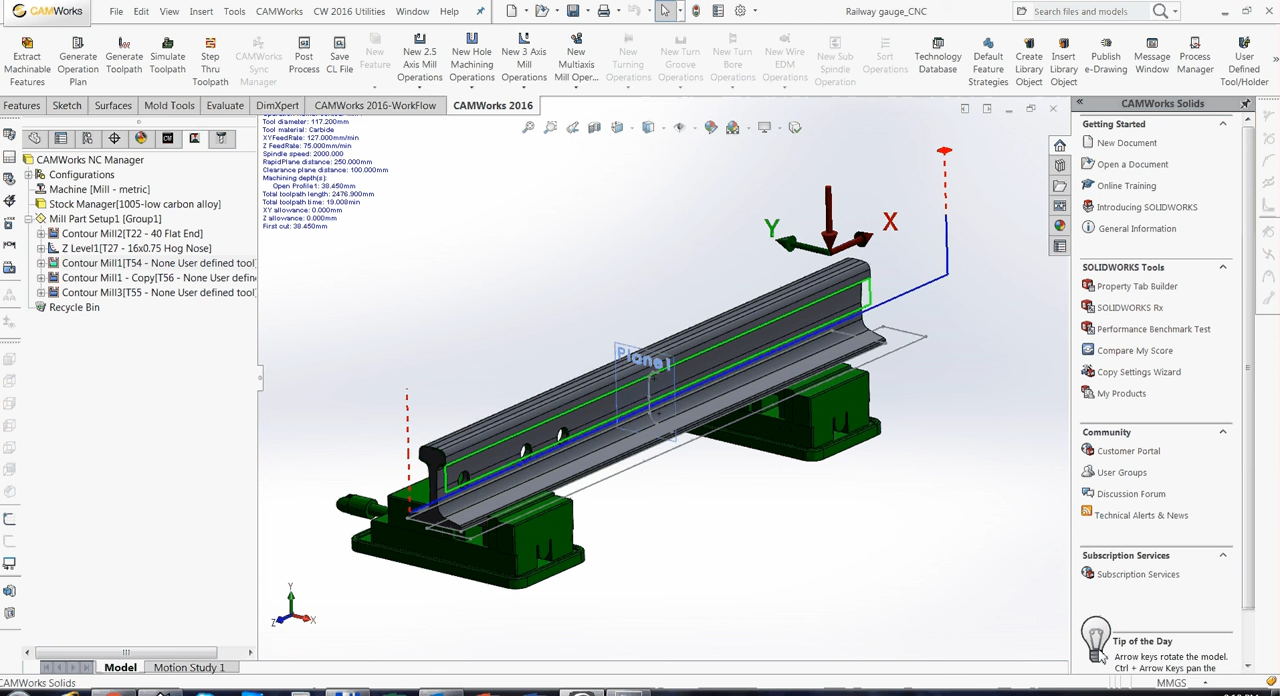 CAMWorks
File Edit View Insert Tools CAMWorks CW 2016 Utilities Window Help
Railway gauge_CNC
Search files and models
Extract Machinable Features
Generate Operation Plan
Generate Toolpath
Simulate Toolpath
Step Thru Toolpath
CAMWorks Sync Manager
Post Process
Save CL File
New Feature
New 2.5 Axis Mill Operations
New Hole Machining Operations
New 3 Axis Mill Operations
New Multiaxis Mill Oper...
New Turning Operations
New Turn Groove Operations
New Turn Bore Operations
New Wire EDM Operations
New Sub Spindle Operation
Sort Operations
Technology Database
Default Feature Strategies
Create Library Object
Insert Library Object
Publish e-Drawing
Message Window
Process Manager
User Defined Tool/Holder
Features Sketch Surfaces Mold Tools Evaluate DimXpert CAMWorks 2016-WorkFlow CAMWorks 2016
CAMWorks NC Manager
Configurations
Machine [Mill - metric]
Stock Manager[1005-low carbon alloy]
Mill Part Setup1 [Group1]
Contour Mill2[T22 - 40 Flat End]
Z Level1[T27 - 16x0.75 Hog Nose]
Contour Mill1[T54 - None User defined tool
Contour Mill1 - Copy[T56 - None User defin
Contour Mill3[T55 - None User defined tool
Recycle Bin
Tool diameter: 117.200mm
Tool material: Carbide
XYFeedRate: 127.000mm/min
Z FeedRate: 75.000mm/min
Spindle speed: 2000.000
RapidPlane distance: 250.000mm
Clearance plane distance: 100.000mm
Machining depth(s):
Open Profile1: 38.450mm
Total toolpath length: 2476.900mm
Total toolpath time: 19.008min
XY allowance: 0.000mm
Z allowance: 0.000mm
First cut: 38.450mm
Y
X
Plane1
Y
Z
X
CAMWorks Solids
Getting Started
New Document
Open a Document
Online Training
Introducing SOLIDWORKS
General Information
SOLIDWORKS Tools
Property Tab Builder
SOLIDWORKS Rx
Performance Benchmark Test
Compare My Score
Copy Settings Wizard
My Products
Community
Customer Portal
User Groups
Discussion Forum
Technical Alerts & News
Subscription Services
Subscription Services
Tip of the Day
Arrow keys rotate the model.
Ctrl + Arrow Keys pan the
Model Motion Study 1
CAMWorks Solids
MMGS